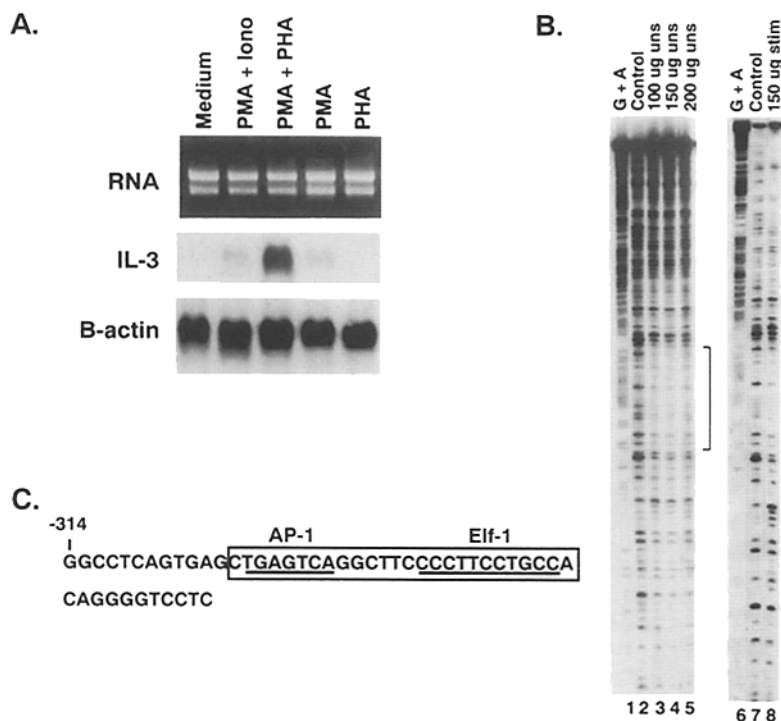 A.
Medium
PMA + Iono
PMA + PHA
PMA
PHA
RNA
IL-3
B-actin
B.
G + A
Control
100 ug uns
150 ug uns
200 ug uns
G + A
Control
150 ug stim
1 2 3 4 5
6 7 8
C.
-314
AP-1 Elf-1
GGCCTCAGTGAGCTGAGTCAGGCTTCCCCTTCCTGCCA
CAGGGGTCCTC